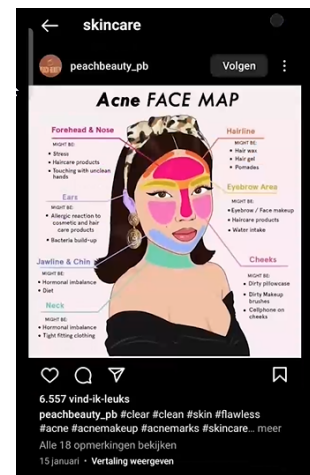 skincare
peachbeauty_pb
Volgen
Acne FACE MAP
Forehead & Nose
MIGHT BE:
• Stress
• Haircare products
• Touching with unclean
hands
Ears
MIGHT BE:
• Allergic reaction to
cosmetic and hair
care products
• Bacteria build-up
Jawline & Chin
MIGHT BE:
• Hormonal imbalance
• Diet
Neck
MIGHT BE:
• Hormonal imbalance
• Tight fitting clothing
Hairline
MIGHT BE:
• Hair wax
• Hair gel
• Pomades
Eyebrow Area
MIGHT BE:
• Eyebrow / Face makeup
• Haircare products
• Water intake
Cheeks
MIGHT BE:
• Dirty pillowcase
• Dirty Makeup
brushes
• Cellphone on
cheeks
6.557 vind-ik-leuks
peachbeauty_pb #clear #clean #skin #flawless
#acne #acnemakeup #acnemarks #skincare... meer
Alle 18 opmerkingen bekijken
15 januari • Vertaling weergeven